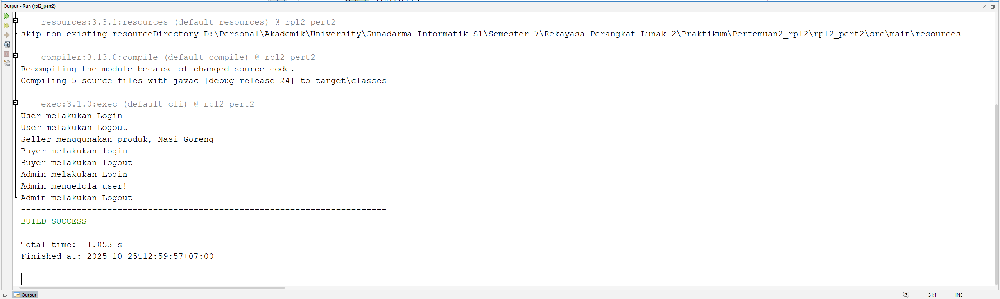 Output - Run (rpl2_pert2)
--- resources:3.3.1:resources (default-resources) @ rpl2_pert2 ---
skip non existing resourceDirectory D:\Personal\Akademik\University\Gunadarma Informatik S1\Semester 7\Rekayasa Perangkat Lunak 2\Praktikum\Pertemuan2_rpl2\rpl2_pert2\src\main\resources
--- compiler:3.13.0:compile (default-compile) @ rpl2_pert2 ---
Recompiling the module because of changed source code.
Compiling 5 source files with javac [debug release 24] to target\classes
--- exec:3.1.0:exec (default-cli) @ rpl2_pert2 ---
User melakukan Login
User melakukan Logout
Seller menggunakan produk, Nasi Goreng
Buyer melakukan login
Buyer melakukan logout
Admin melakukan Login
Admin mengelola user!
Admin melakukan Logout
------------------------------------------------------------------------
BUILD SUCCESS
------------------------------------------------------------------------
Total time:  1.053 s
Finished at: 2025-10-25T12:59:57+07:00
------------------------------------------------------------------------
Output
1
31:1
INS